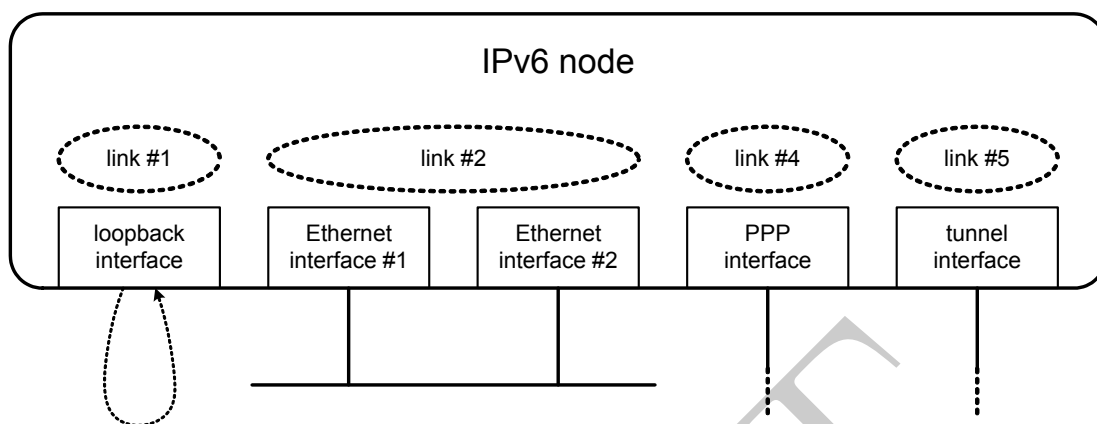 IPv6 node
link #1
link #2
link #4
link #5
loopback
interface
Ethernet
interface #1
Ethernet
interface #2
PPP
interface
tunnel
interface